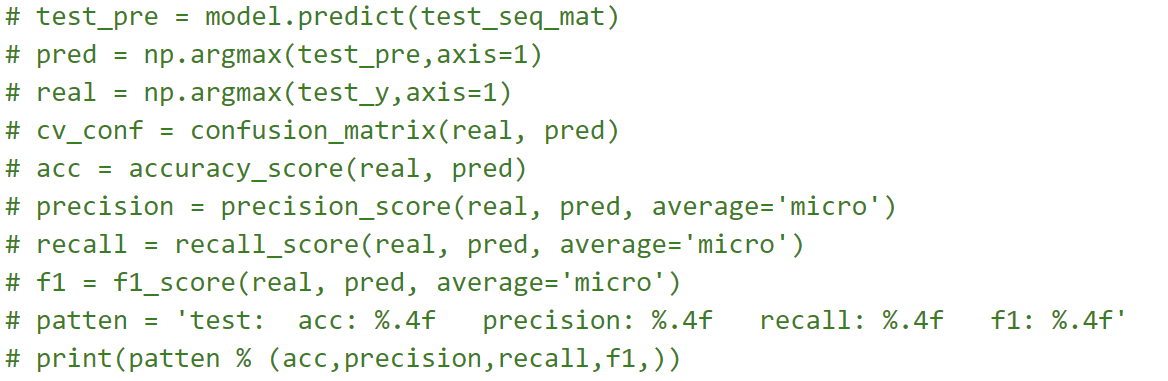 # test_pre = model.predict(test_seq_mat)
# pred = np.argmax(test_pre,axis=1)
# real = np.argmax(test_y,axis=1)
# cv_conf = confusion_matrix(real, pred)
# acc = accuracy_score(real, pred)
# precision = precision_score(real, pred, average='micro')
# recall = recall_score(real, pred, average='micro')
# f1 = f1_score(real, pred, average='micro')
# patten = 'test:  acc: %.4f   precision: %.4f   recall: %.4f   f1: %.4f'
# print(patten % (acc,precision,recall,f1,))